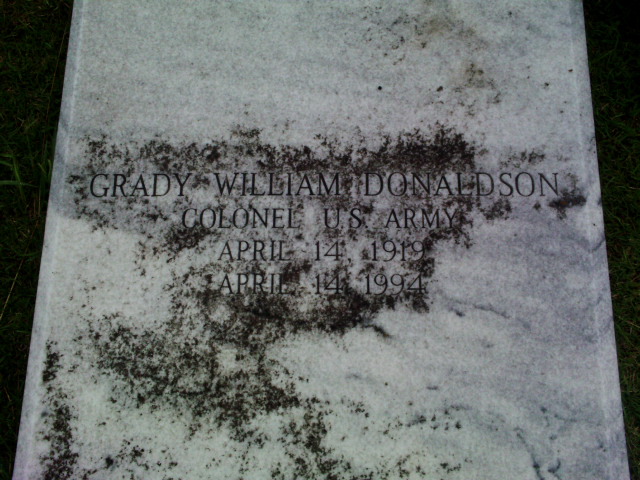 GRADY WILLIAM DONALDSON
COLONEL U.S. ARMY
APRIL 14, 1919
APRIL 14, 1994